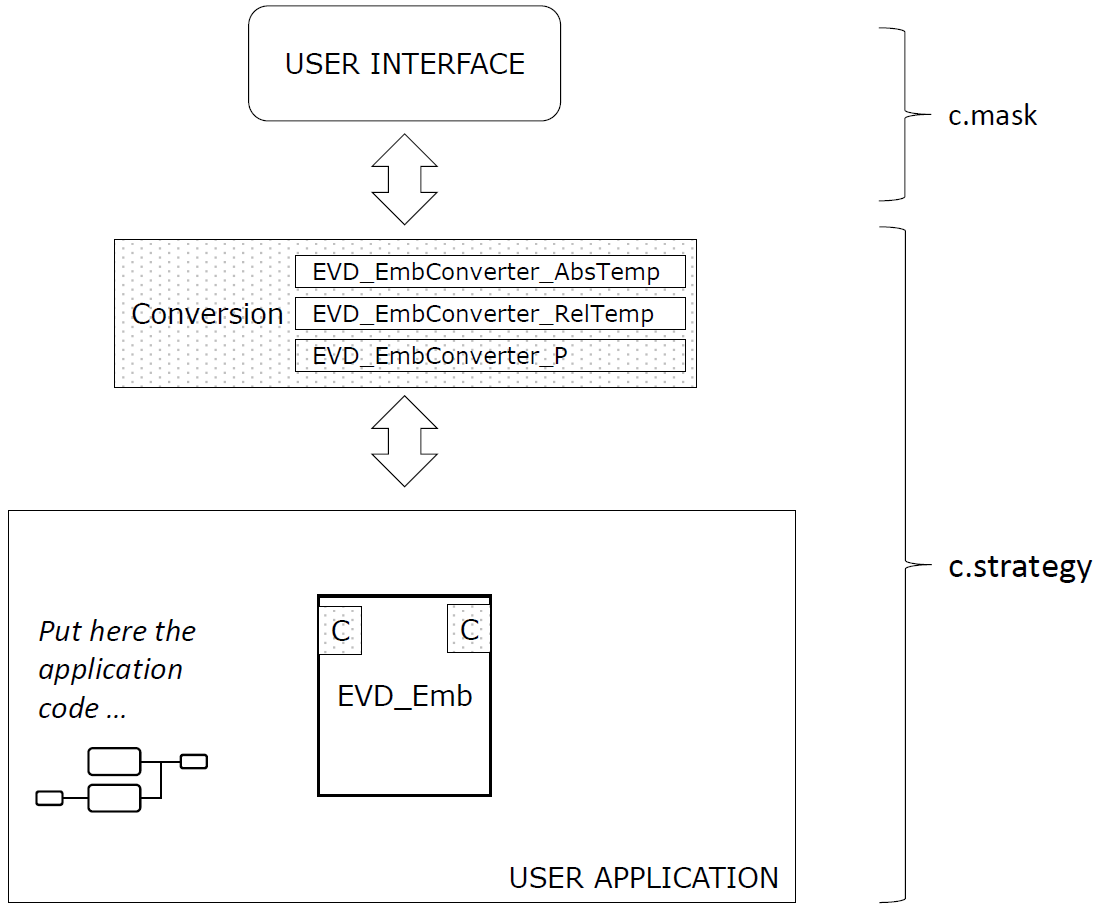 USER INTERFACE
c.mask
Conversion
EVD_EmbConverter_AbsTemp
EVD_EmbConverter_RelTemp
EVD_EmbConverter_P
c.strategy
Put here the
application
code ...
C
C
EVD_Emb
USER APPLICATION